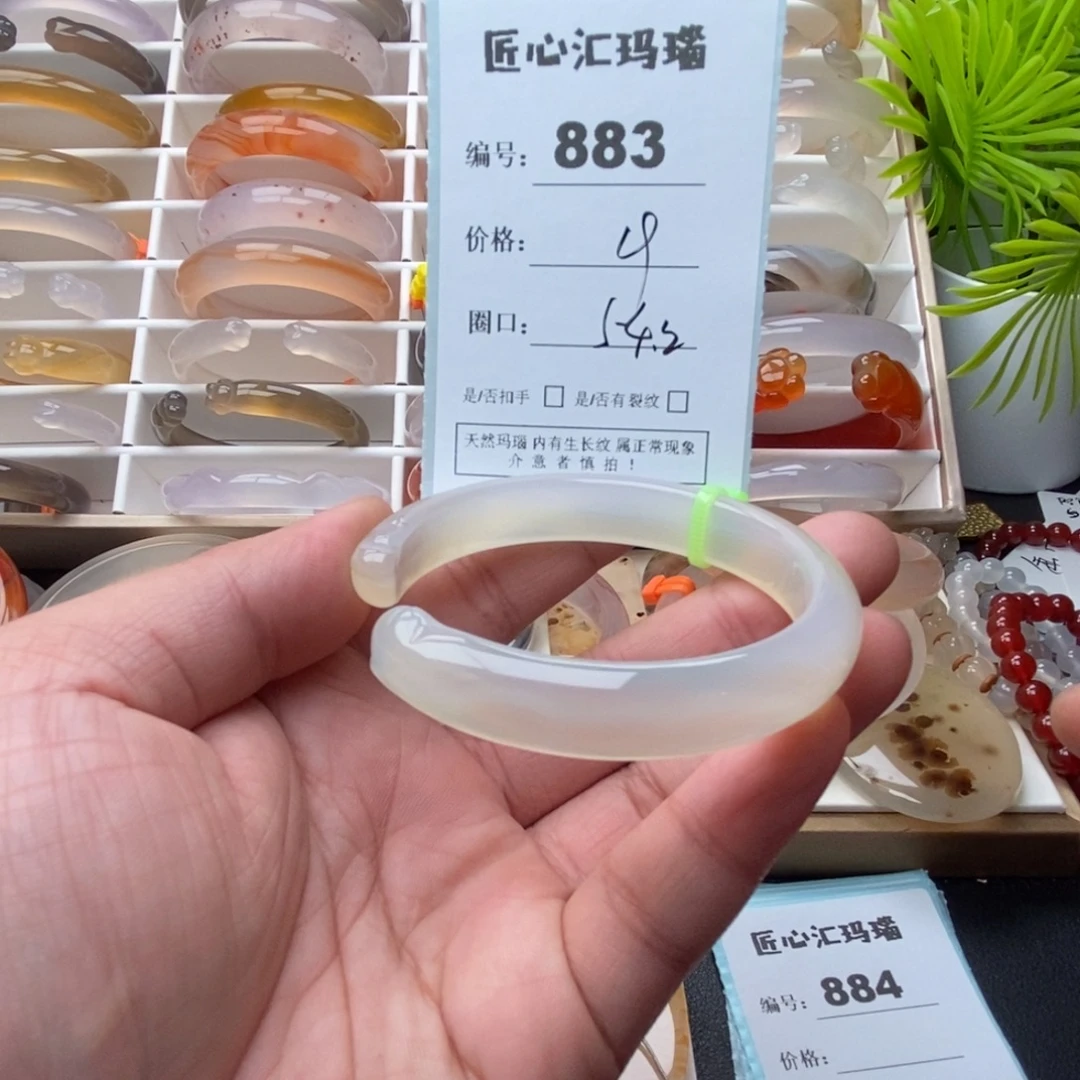 匠心汇玛瑙
编号: 883
价格: 4
圈口: 54.2
是/否扣手 □ 是/否有裂纹 □
天然玛瑙 内有生长纹 属正常现象
介意者慎拍!
匠心汇玛瑙
编号: 884
价格: